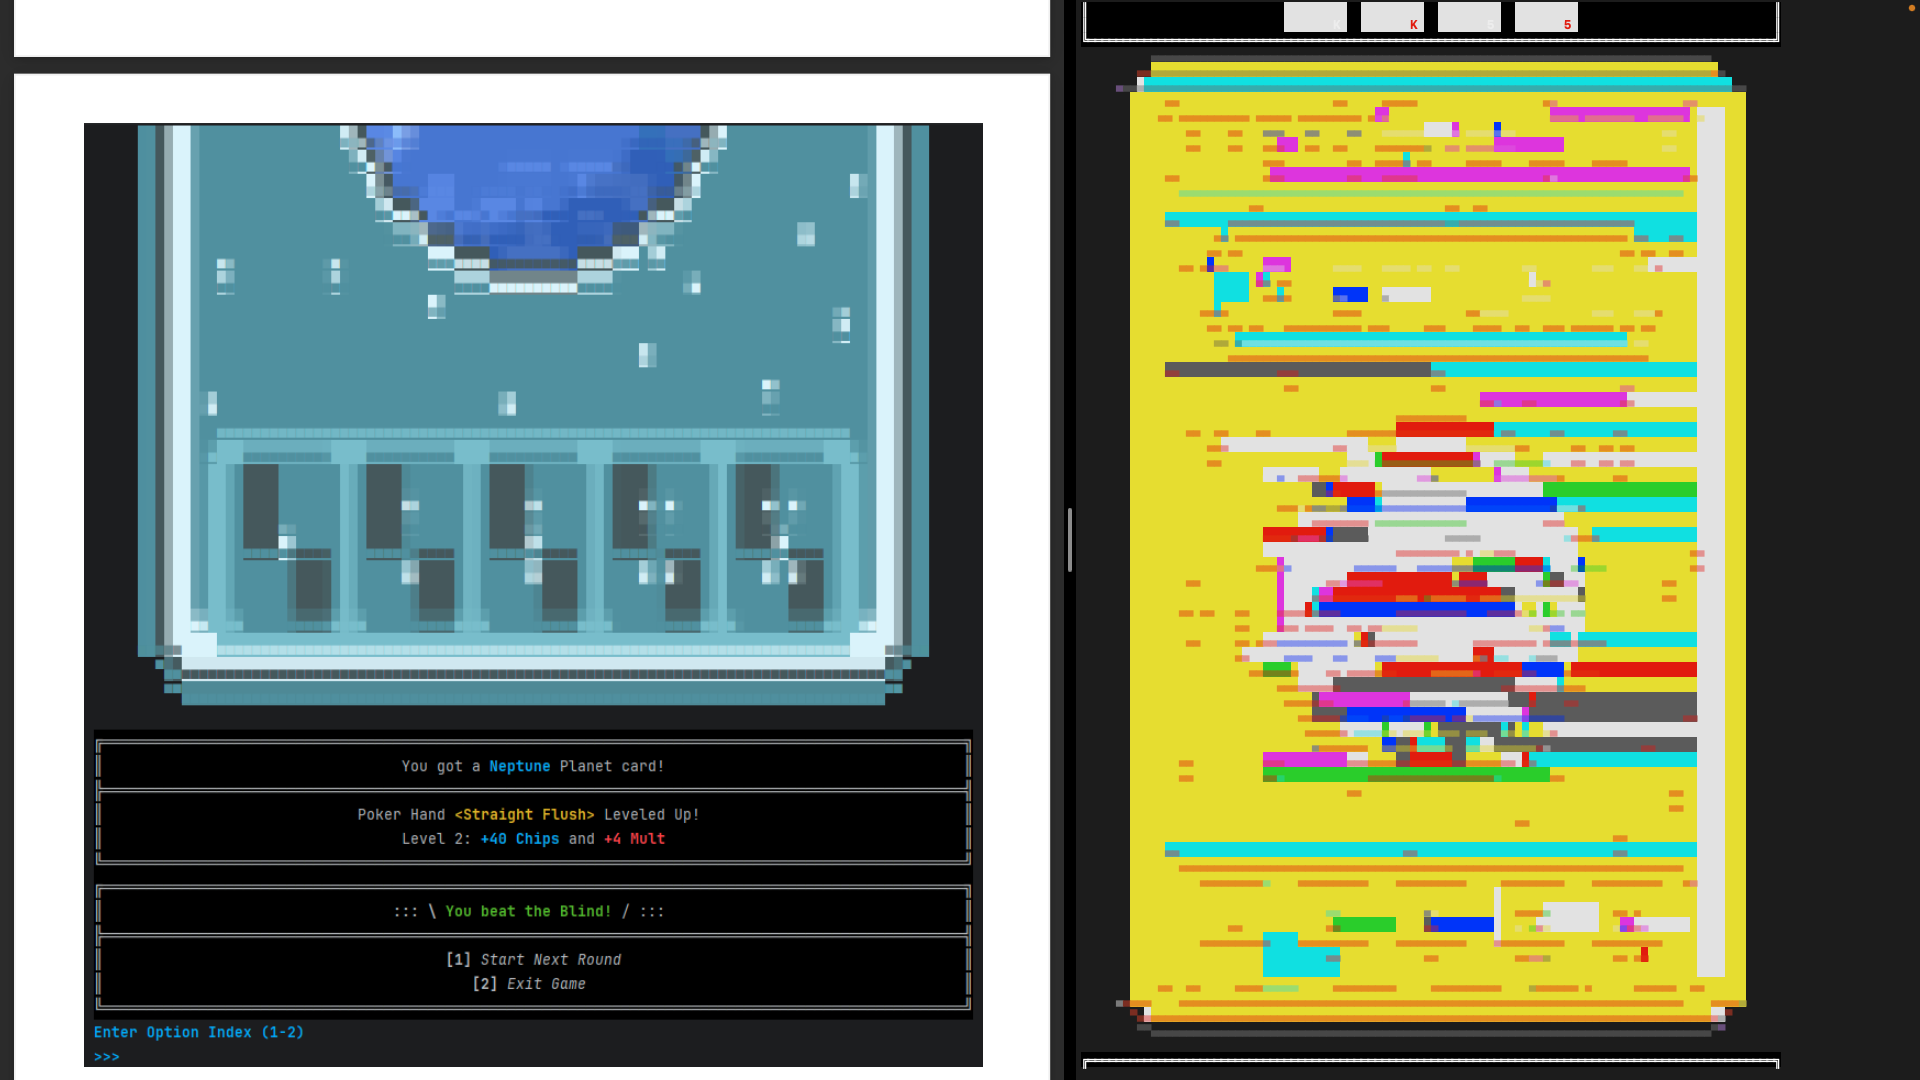 You got a Neptune Planet card!
Poker Hand <Straight Flush> Leveled Up!
Level 2: +40 Chips and +4 Mult
::: \ You beat the Blind! / :::
[1] Start Next Round
[2] Exit Game
Enter Option Index (1-2)
>>>
K K 5 5